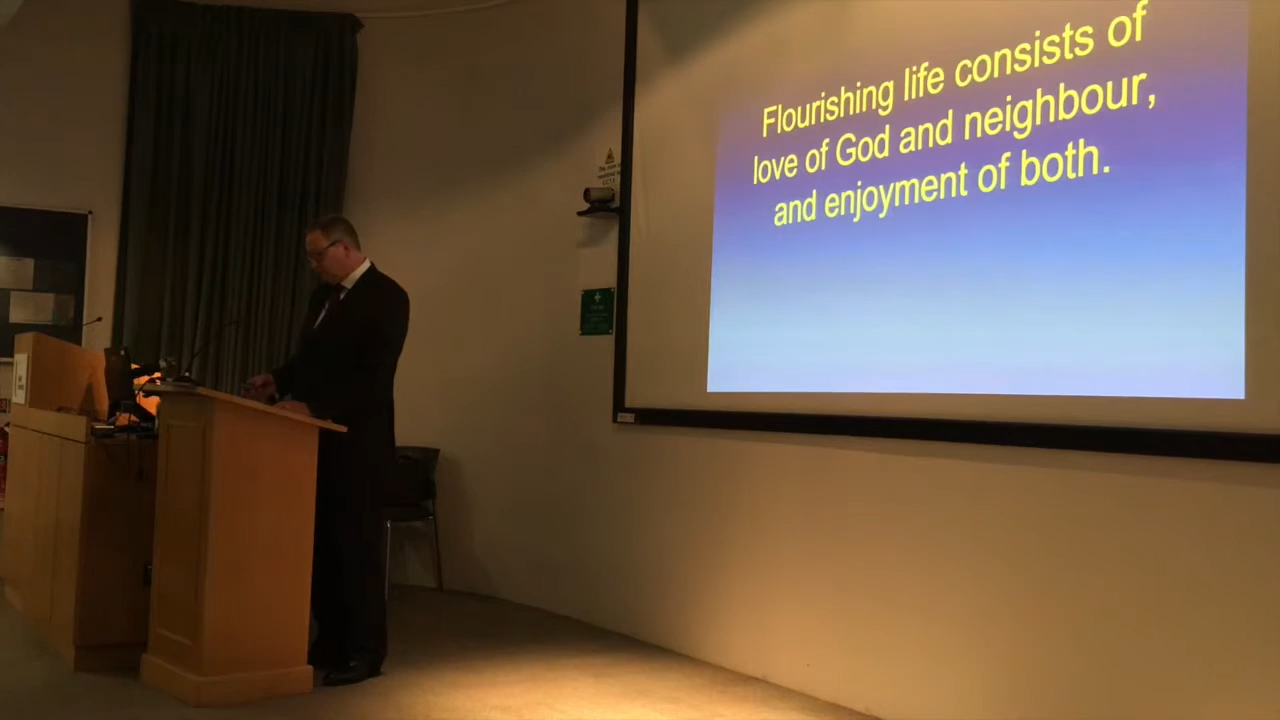 Flourishing life consists of
love of God and neighbour,
and enjoyment of both.